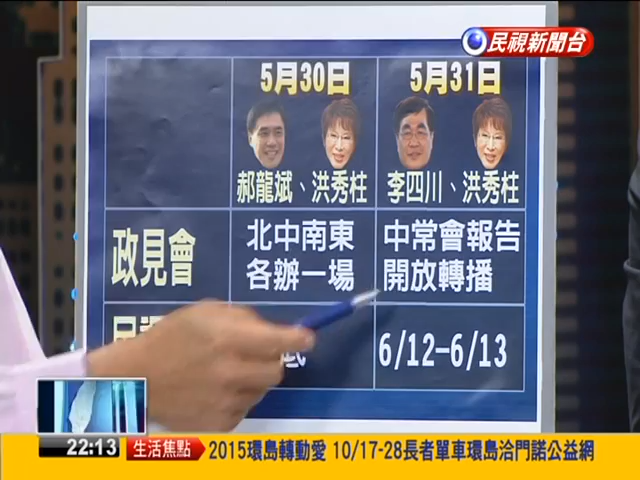 民視新聞台
5月30日 5月31日
郝龍斌、洪秀柱 李四川、洪秀柱
政見會
北中南東
各辦一場
中常會報告
開放轉播
6/12-6/13
22:13 生活焦點 2015環島轉動愛 10/17-28長者單車環島洽門諾公益網